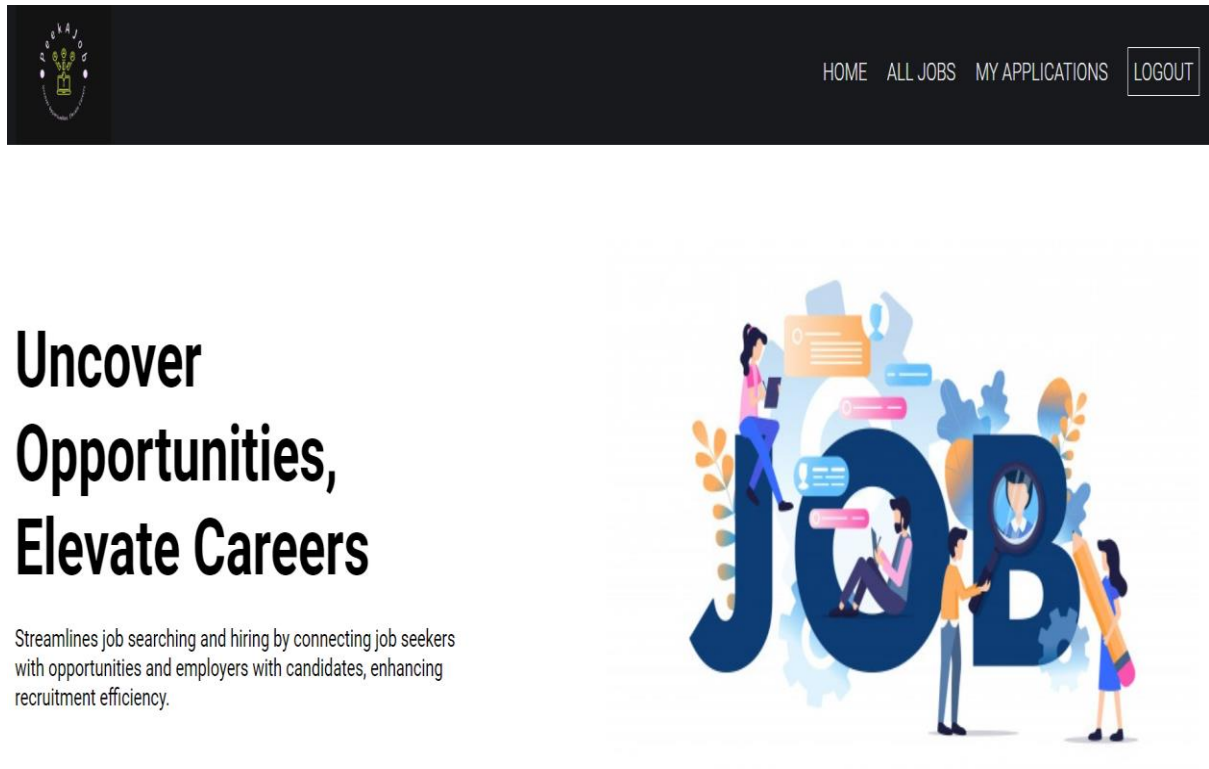 PeekAJob
HOME ALL JOBS MY APPLICATIONS LOGOUT
Uncover
Opportunities,
Elevate Careers
Streamlines job searching and hiring by connecting job seekers
with opportunities and employers with candidates, enhancing
recruitment efficiency.
JOB